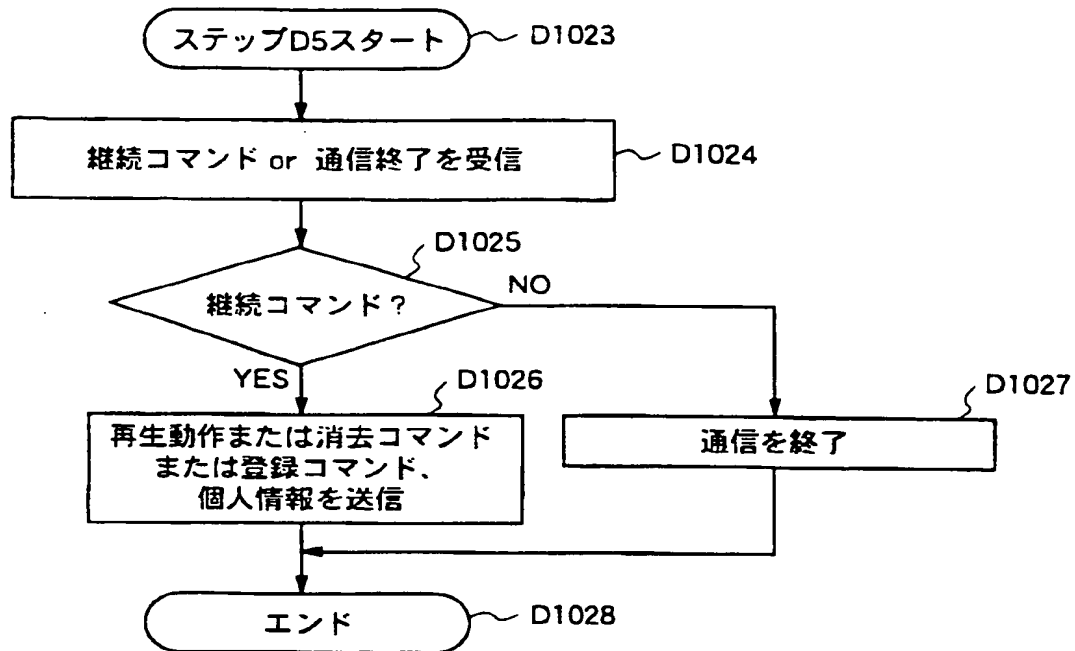 ステップD5スタート
D1023
継続コマンド or 通信終了を受信
D1024
D1025
継続コマンド？
NO
YES
D1026
D1027
再生動作または消去コマンド
または登録コマンド、
個人情報を送信
通信を終了
エンド
D1028